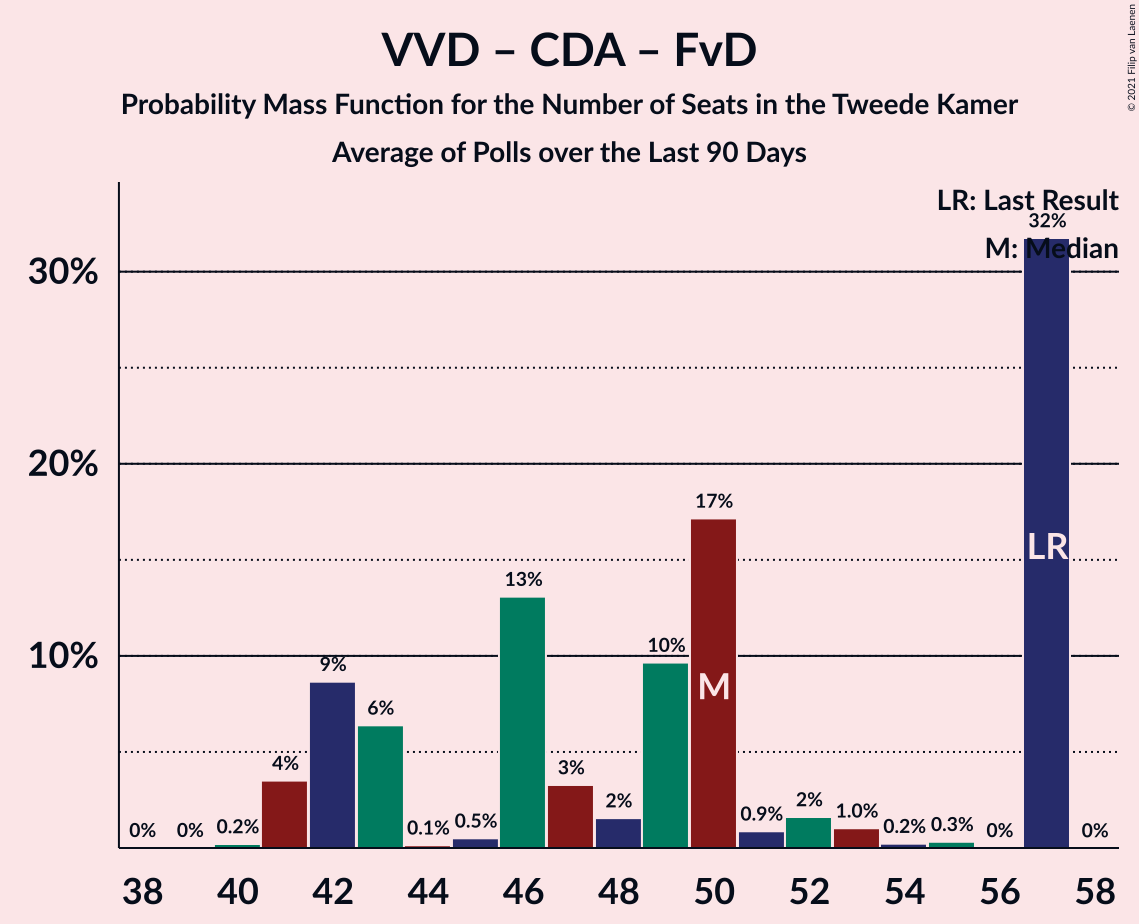 VVD – CDA – FvD
Probability Mass Function for the Number of Seats in the Tweede Kamer
Average of Polls over the Last 90 Days
© 2021 Filip van Laenen
LR: Last Result
M: Median
30%
20%
10%
0% 0% 0.2% 4% 9% 6% 0.1% 0.5% 13% 3% 2% 10% 17% 0.9% 2% 1.0% 0.2% 0.3% 0% 32% 0%
M
LR
38 40 42 44 46 48 50 52 54 56 58